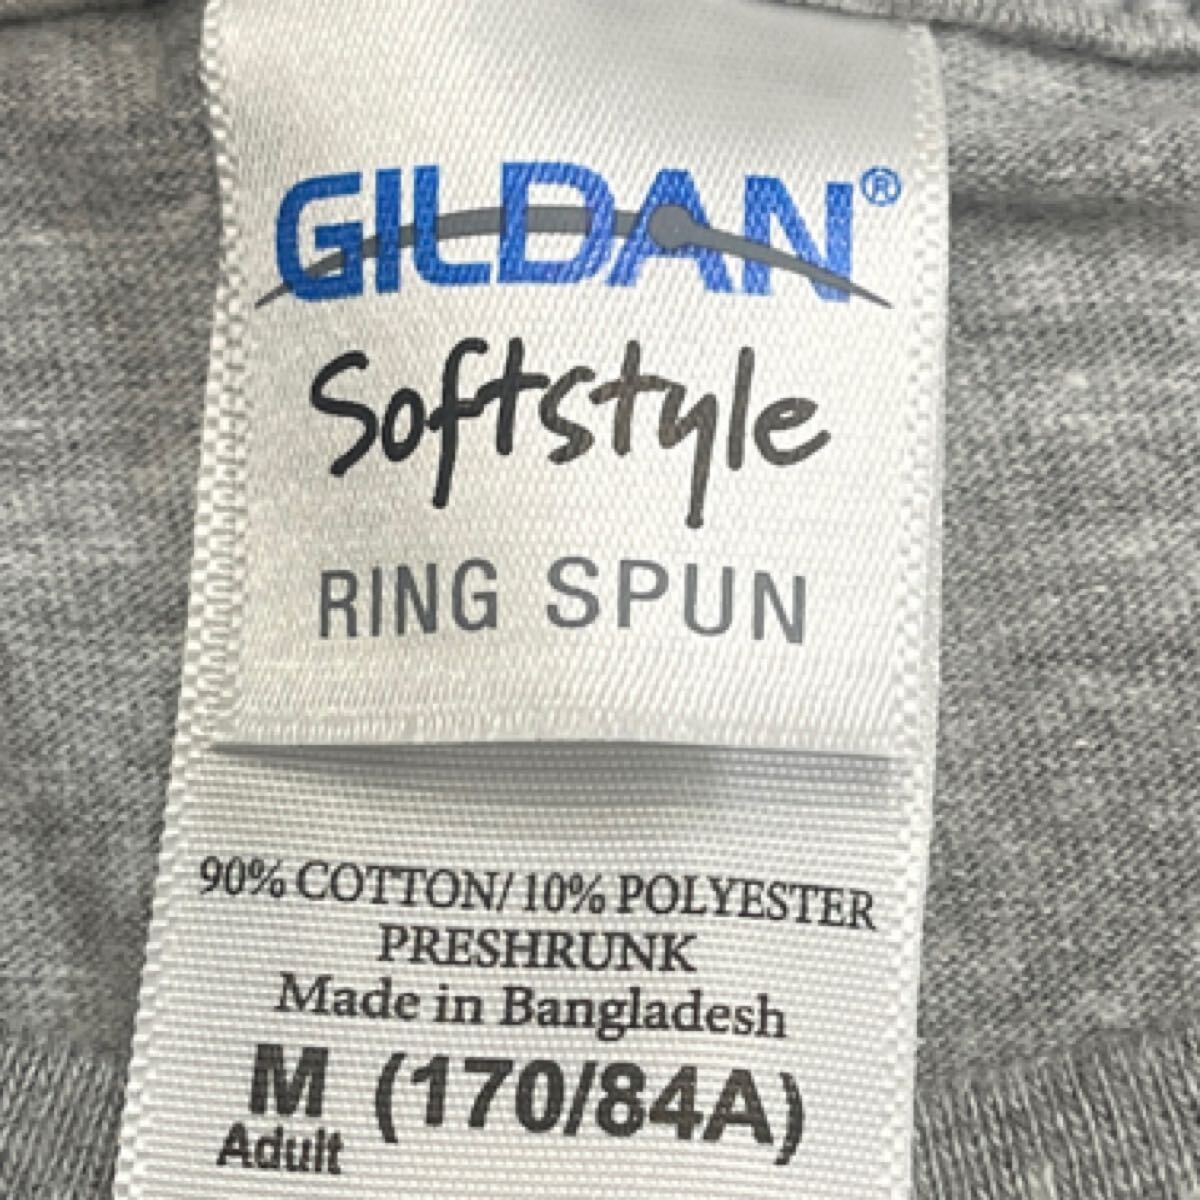 GILDAN®
Softstyle
RING SPUN
90% COTTON/10% POLYESTER
PRESHRUNK
Made in Bangladesh
M (170/84A)
Adult